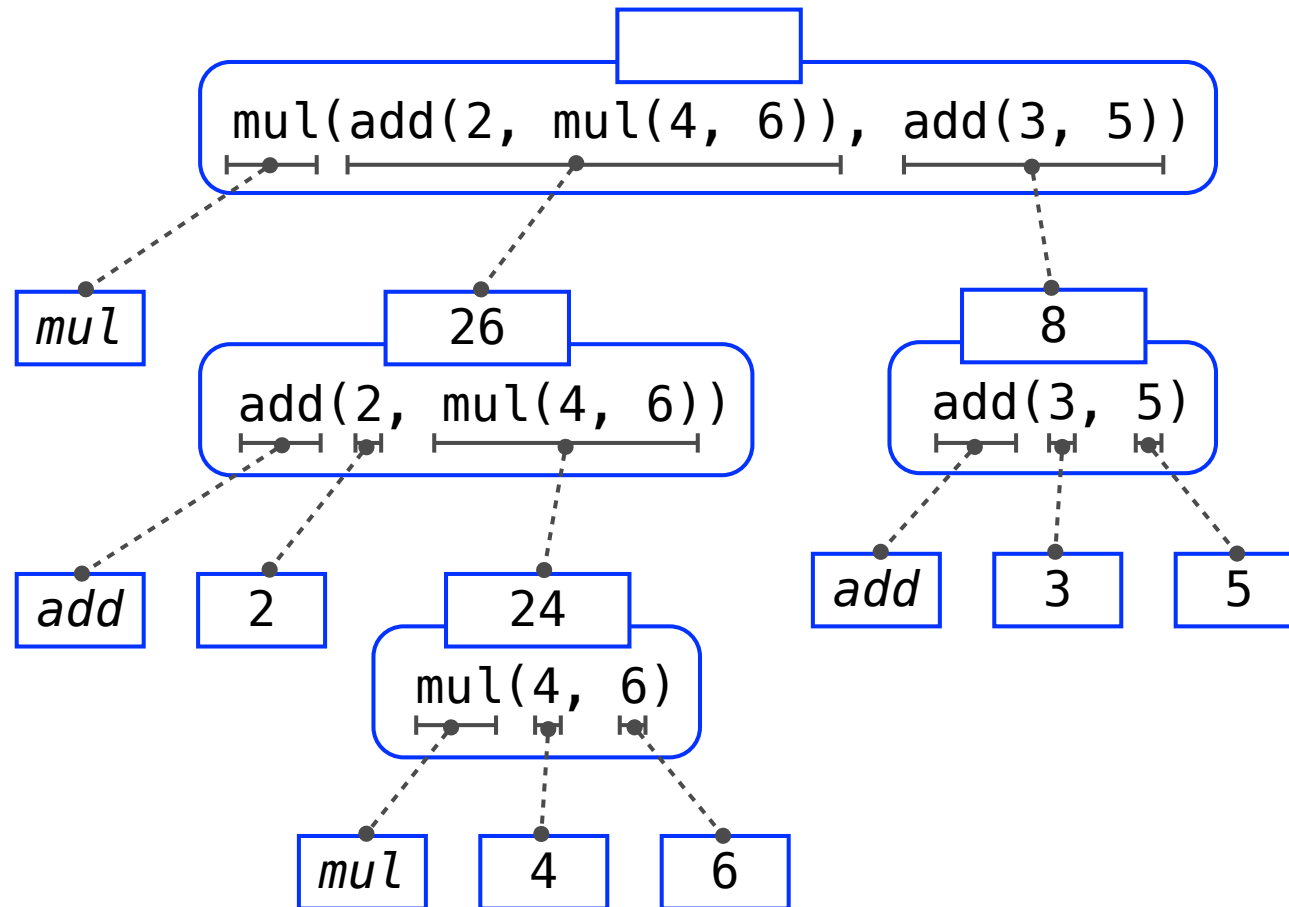 mul(add(2, mul(4, 6)), add(3, 5))
mul
26
8
add(2, mul(4, 6))
add(3, 5)
add
2
24
add
3
5
mul(4, 6)
mul
4
6